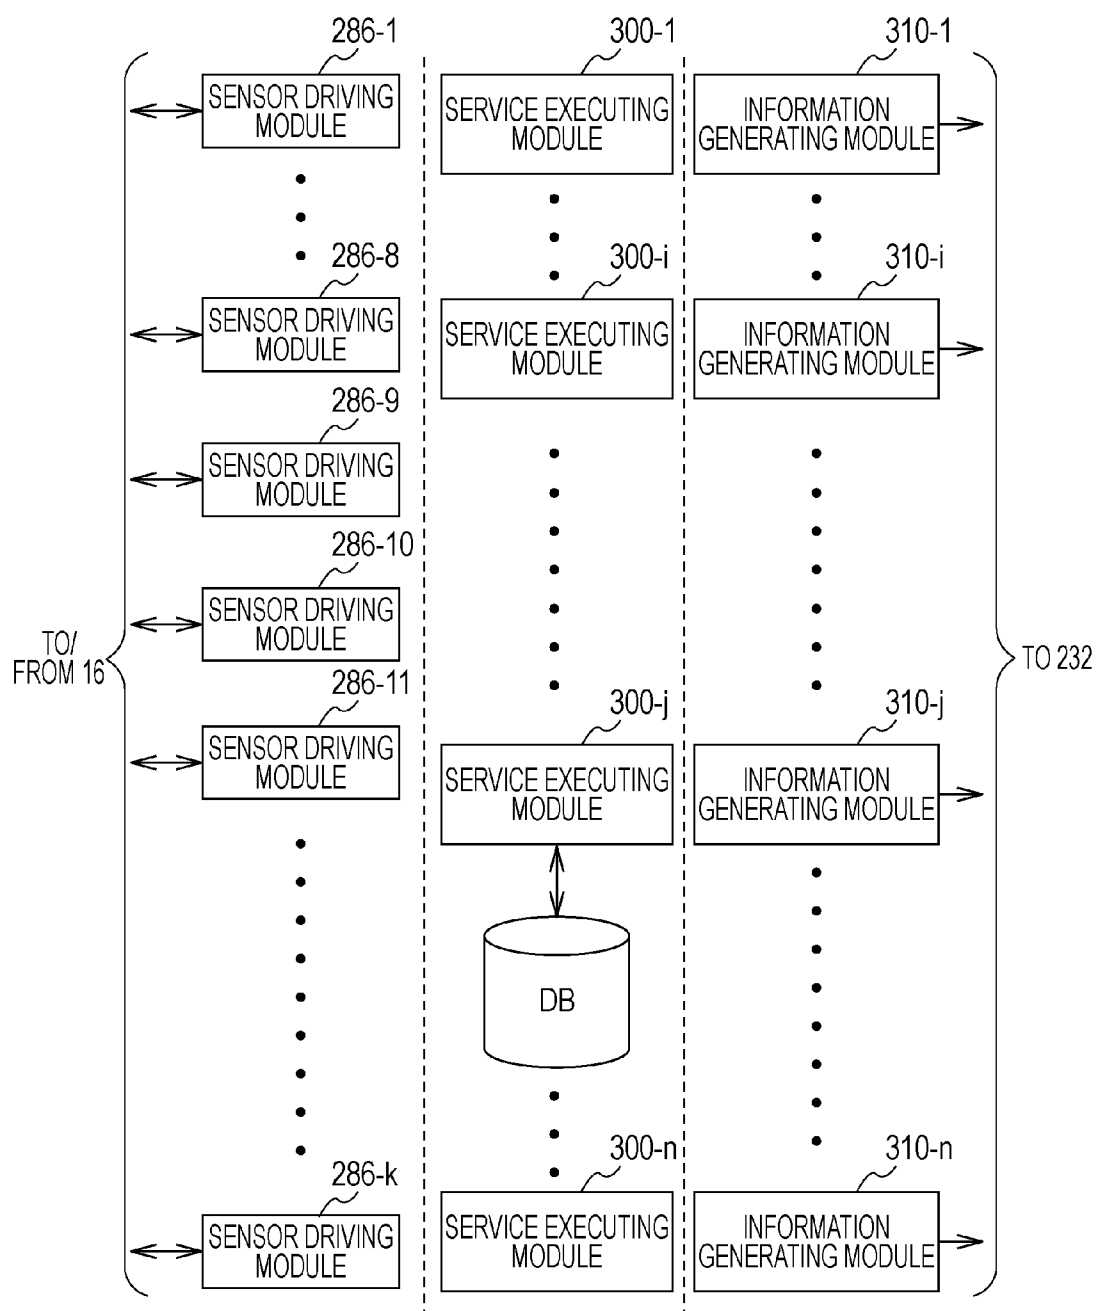 286-1
300-1
310-1
SENSOR DRIVING
MODULE
SERVICE EXECUTING
MODULE
INFORMATION
GENERATING MODULE
286-8
300-i
310-i
SENSOR DRIVING
MODULE
SERVICE EXECUTING
MODULE
INFORMATION
GENERATING MODULE
286-9
SENSOR DRIVING
MODULE
286-10
SENSOR DRIVING
MODULE
TO/
FROM 16
TO 232
286-11
300-j
310-j
SENSOR DRIVING
MODULE
SERVICE EXECUTING
MODULE
INFORMATION
GENERATING MODULE
DB
286-k
300-n
310-n
SENSOR DRIVING
MODULE
SERVICE EXECUTING
MODULE
INFORMATION
GENERATING MODULE